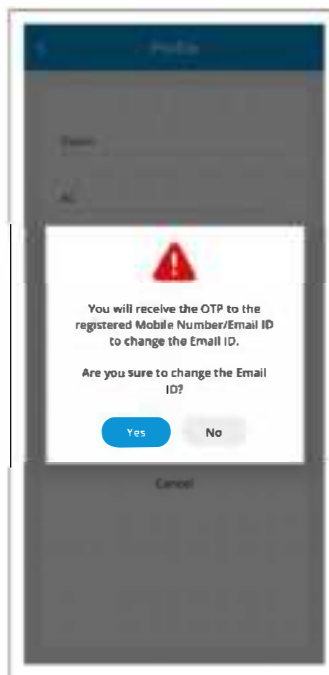 Profile
You will receive the OTP to the
registered Mobile Number/Email ID
to change the Email ID.
Are you sure to change the Email
ID?
Yes
No
Cancel